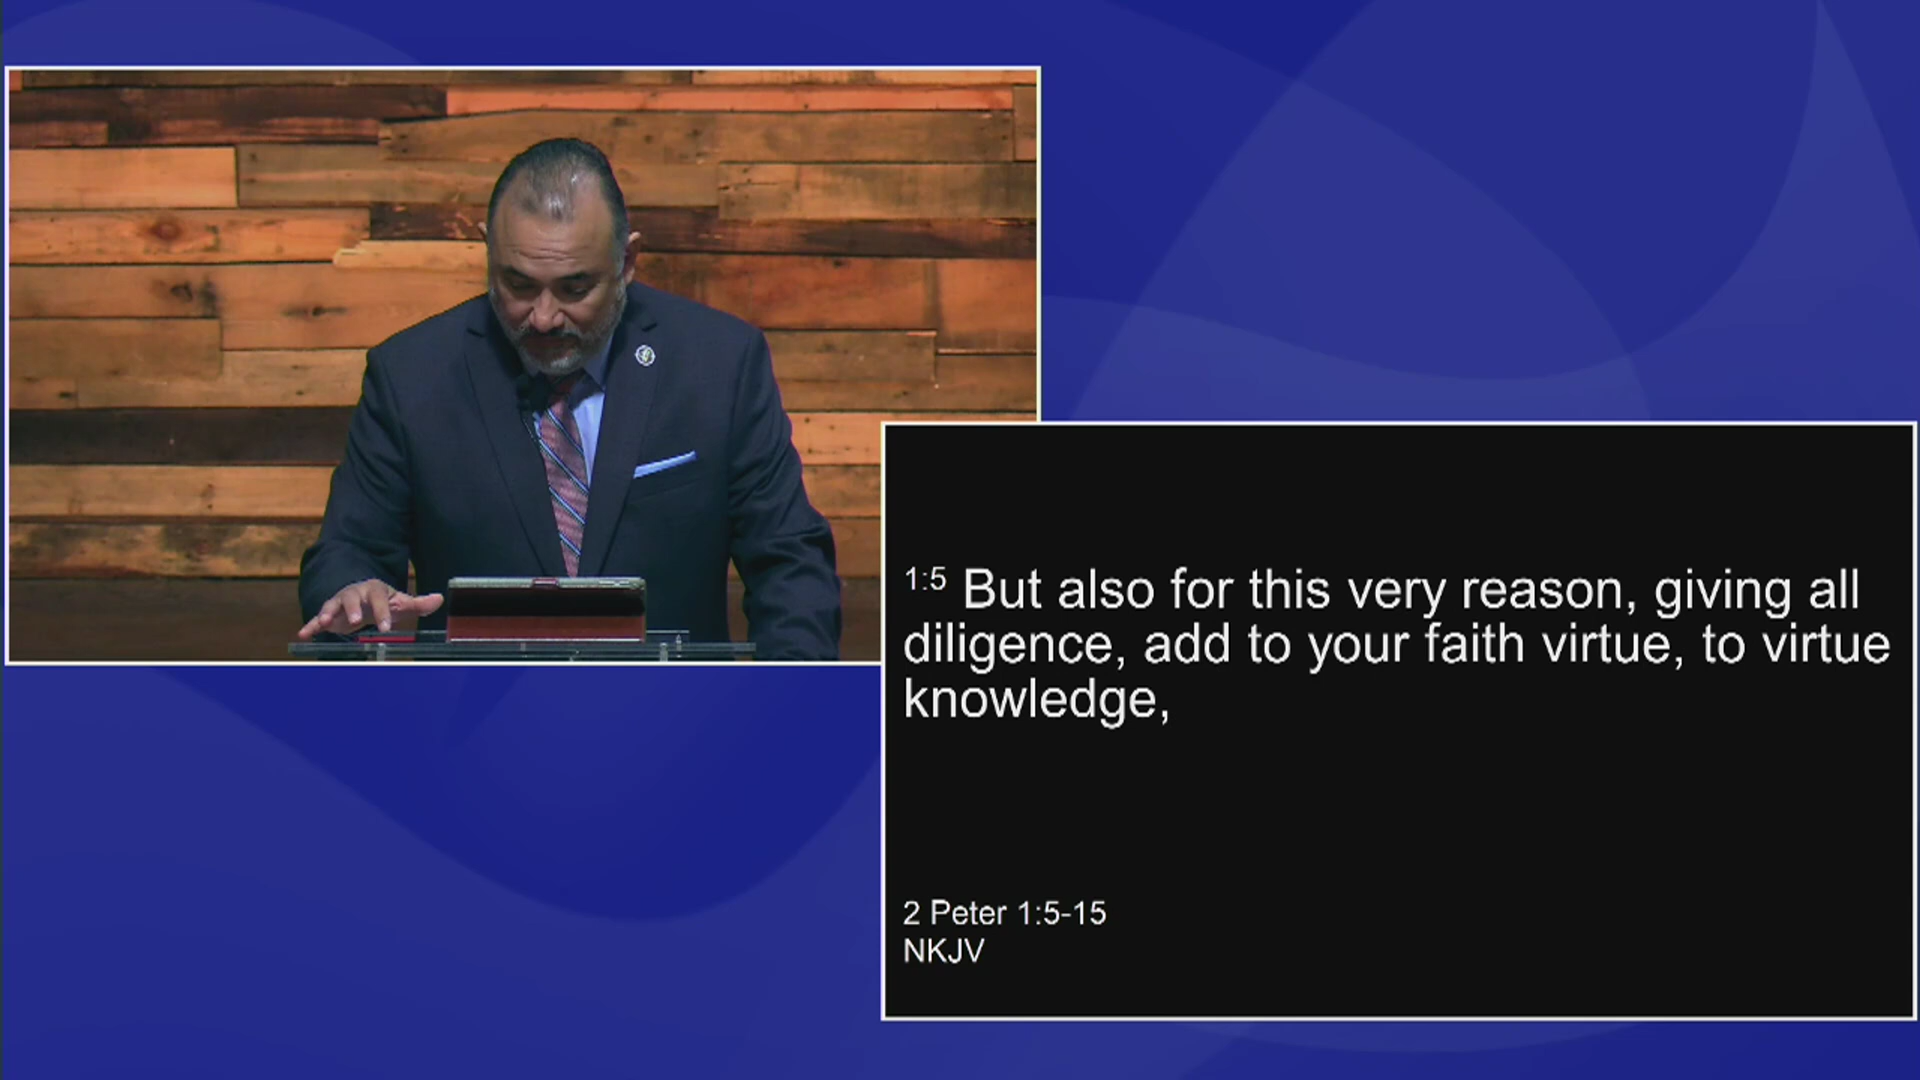 1:5 But also for this very reason, giving all
diligence, add to your faith virtue, to virtue
knowledge,
2 Peter 1:5-15
NKJV